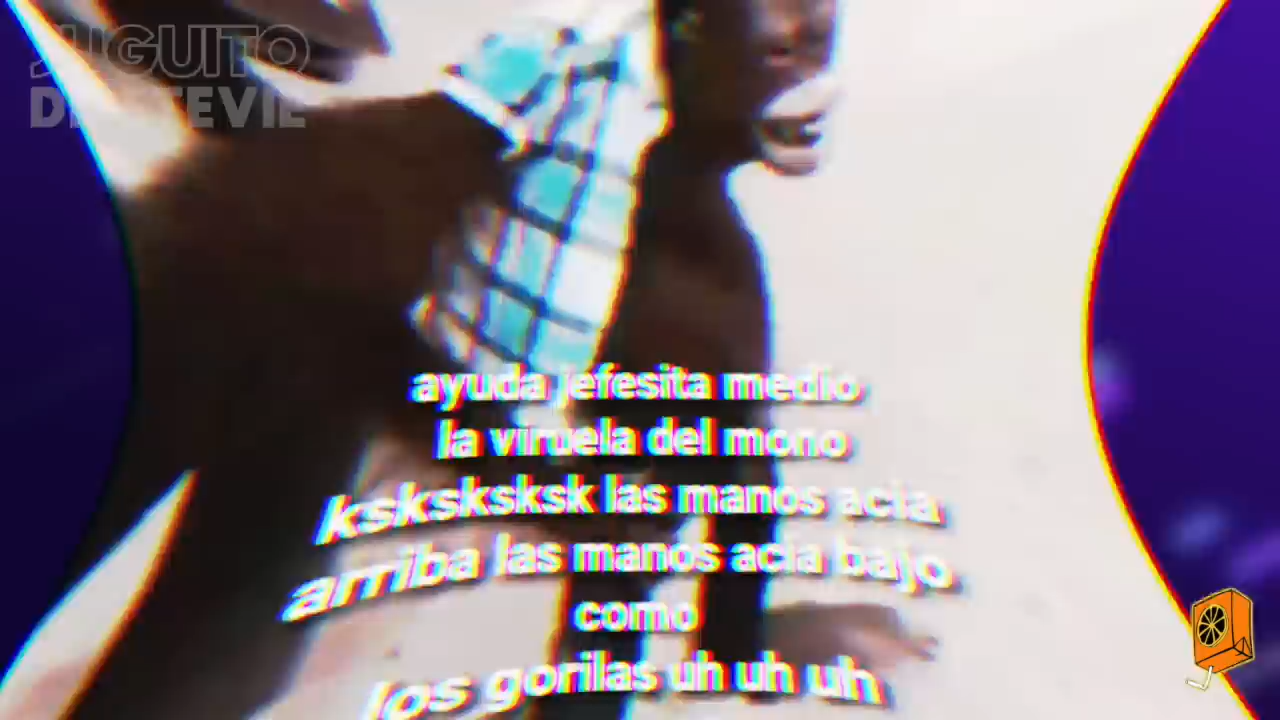 JUGUITO
ayuda jefesita medio
la viruela del mono
ksksksksk las manos acia
arriba las manos acia bajo
como
los gorilas uh uh uh